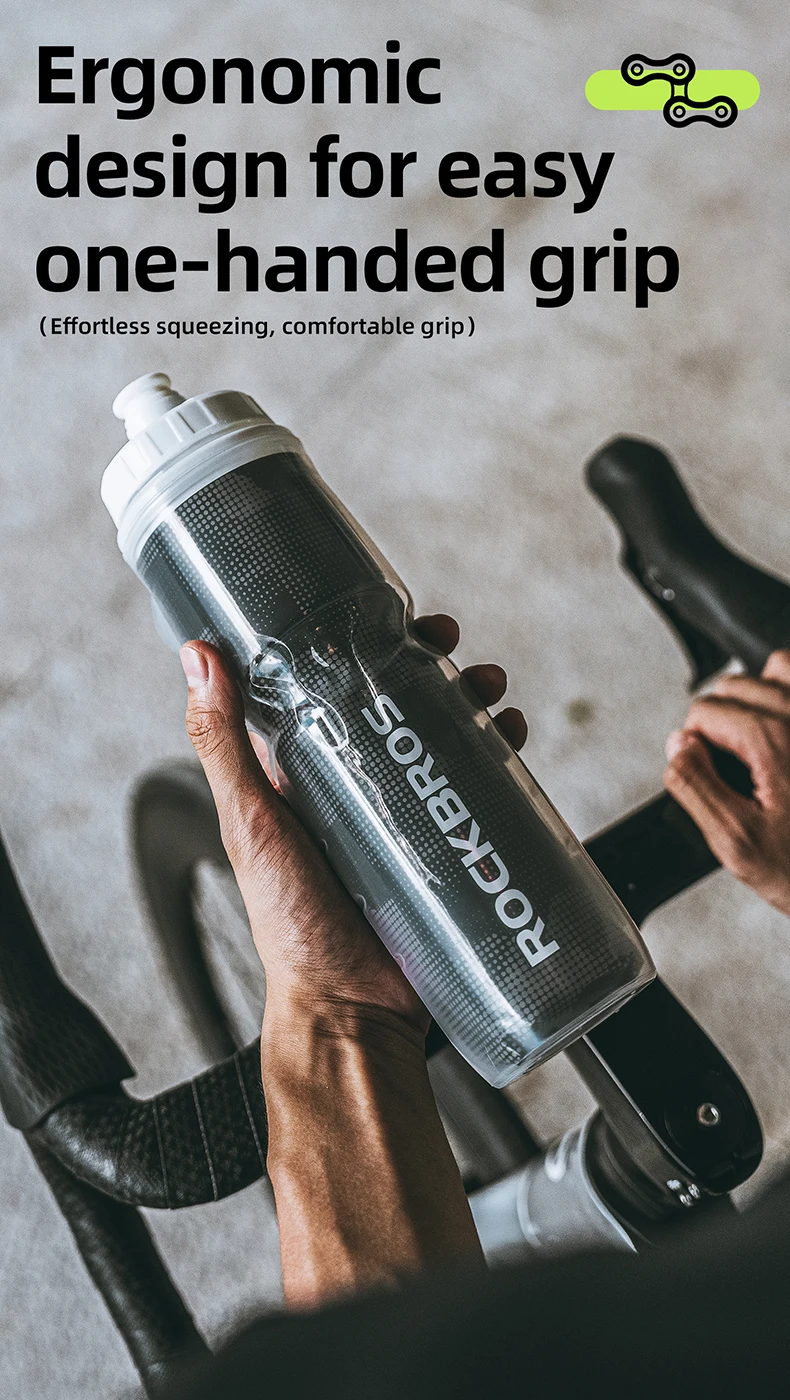 Ergonomic
design for easy
one-handed grip
(Effortless squeezing, comfortable grip)
ROCKBROS